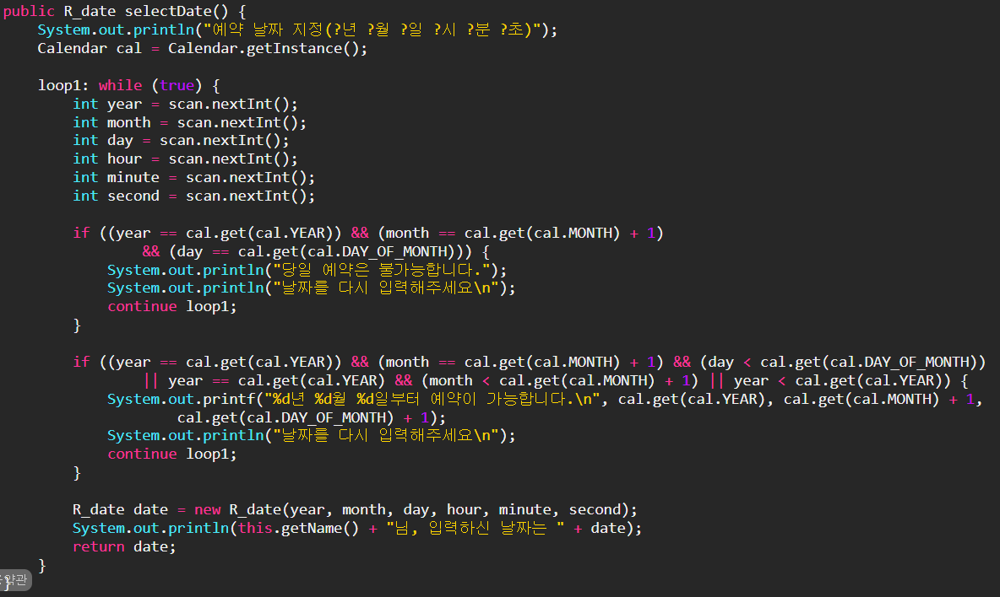 public R_date selectDate() {
    System.out.println("예약 날짜 지정(?년 ?월 ?일 ?시 ?분 ?초)");
    Calendar cal = Calendar.getInstance();
    loop1: while (true) {
        int year = scan.nextInt();
        int month = scan.nextInt();
        int day = scan.nextInt();
        int hour = scan.nextInt();
        int minute = scan.nextInt();
        int second = scan.nextInt();
        if ((year == cal.get(cal.YEAR)) && (month == cal.get(cal.MONTH) + 1)
                && (day == cal.get(cal.DAY_OF_MONTH))) {
            System.out.println("당일 예약은 불가능합니다.");
            System.out.println("날짜를 다시 입력해주세요\n");
            continue loop1;
        }
        if ((year == cal.get(cal.YEAR)) && (month == cal.get(cal.MONTH) + 1) && (day < cal.get(cal.DAY_OF_MONTH))
                || year == cal.get(cal.YEAR) && (month < cal.get(cal.MONTH) + 1) || year < cal.get(cal.YEAR)) {
            System.out.printf("%d년 %d월 %d일부터 예약이 가능합니다.\n", cal.get(cal.YEAR), cal.get(cal.MONTH) + 1,
                    cal.get(cal.DAY_OF_MONTH) + 1);
            System.out.println("날짜를 다시 입력해주세요\n");
            continue loop1;
        }
        R_date date = new R_date(year, month, day, hour, minute, second);
        System.out.println(this.getName() + "님, 입력하신 날짜는 " + date);
        return date;
    }
}